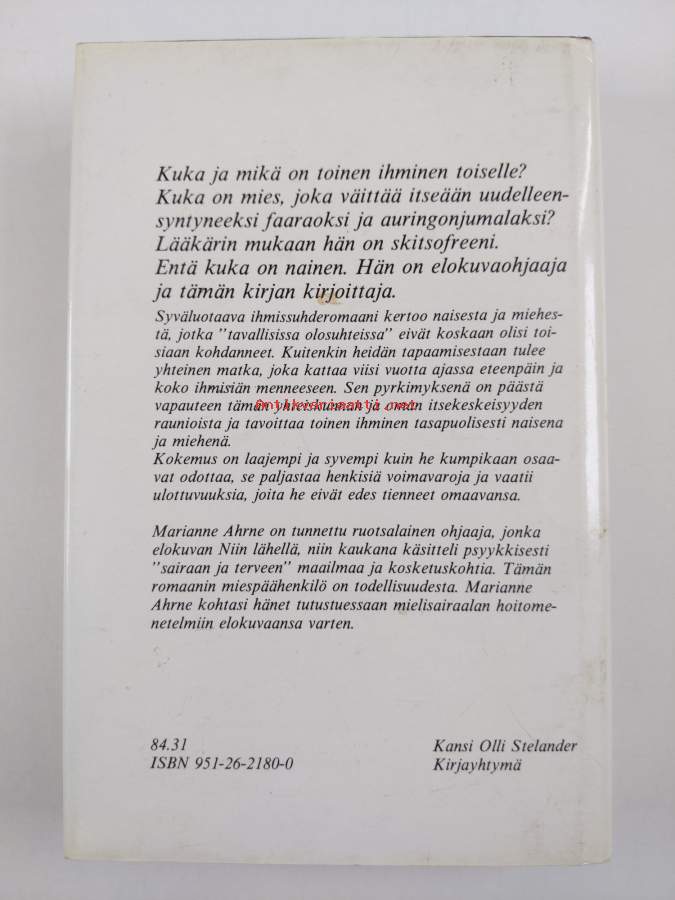 Kuka ja mikä on toinen ihminen toiselle?
Kuka on mies, joka väittää itseään uudelleen-
syntyneeksi faaraoksi ja auringonjumalaksi?
Lääkärin mukaan hän on skitsofreeni.
Entä kuka on nainen. Hän on elokuvaohjaaja
ja tämän kirjan kirjoittaja.
Syväluotaava ihmissuhderomaani kertoo naisesta ja miehes-
tä, jotka "tavallisissa olosuhteissa" eivät koskaan olisi toi-
siaan kohdanneet. Kuitenkin heidän tapaamisestaan tulee
yhteinen matka, joka kattaa viisi vuotta ajassa eteenpäin ja
koko ihmisiän menneeseen. Sen pyrkimyksenä on päästä
vapauteen tämän yhteiskunnan ja oman itsekeskeisyyden
Antikvariaatti.net
raunioista ja tavoittaa toinen ihminen tasapuolisesti naisena
ja miehenä.
Kokemus on laajempi ja syvempi kuin he kumpikaan osaa-
vat odottaa, se paljastaa henkisiä voimavaroja ja vaatii
ulottuvuuksia, joita he eivät edes tienneet omaavansa.
Marianne Ahrne on tunnettu ruotsalainen ohjaaja, jonka
elokuvan Niin lähellä, niin kaukana käsitteli psyykkisesti
"sairaan ja terveen" maailmaa ja kosketuskohtia. Tämän
romaanin miespäähenkilö on todellisuudesta. Marianne
Ahrne kohtasi hänet tutustuessaan mielisairaalan hoitome-
netelmiin elokuvaansa varten.
84.31
ISBN 951-26-2180-0
Kansi Olli Stelander
Kirjayhtymä